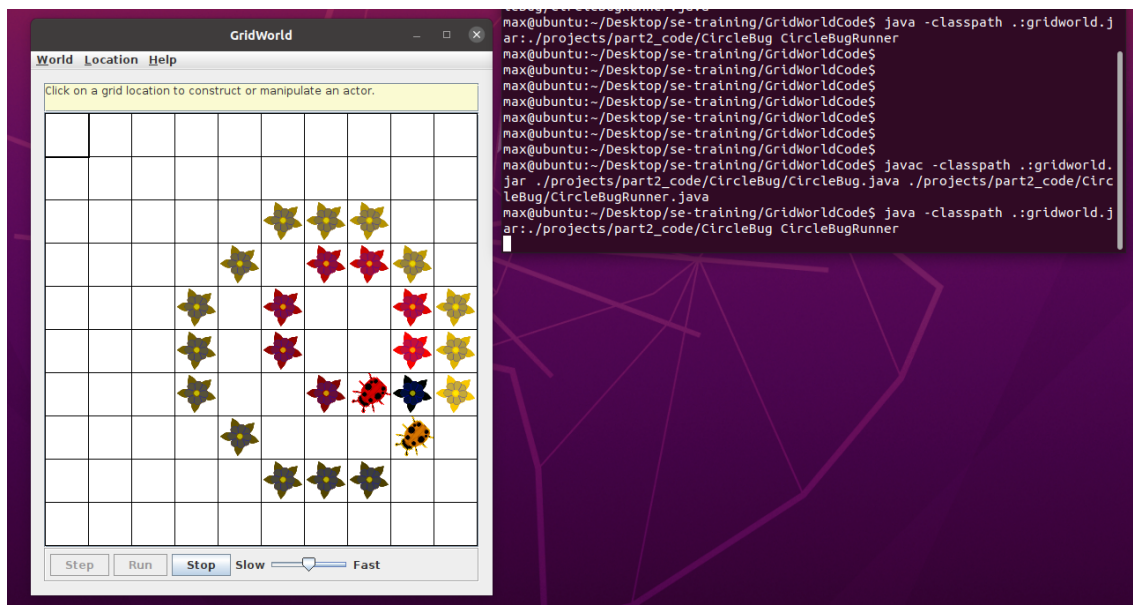 GridWorld
World Location Help
Click on a grid location to construct or manipulate an actor.
Step Run Stop Slow Fast
max@ubuntu:~/Desktop/se-training/GridWorldCode$ java -classpath .:gridworld.j
ar:./projects/part2_code/CircleBug CircleBugRunner
max@ubuntu:~/Desktop/se-training/GridWorldCode$
max@ubuntu:~/Desktop/se-training/GridWorldCode$
max@ubuntu:~/Desktop/se-training/GridWorldCode$
max@ubuntu:~/Desktop/se-training/GridWorldCode$
max@ubuntu:~/Desktop/se-training/GridWorldCode$
max@ubuntu:~/Desktop/se-training/GridWorldCode$
max@ubuntu:~/Desktop/se-training/GridWorldCode$
max@ubuntu:~/Desktop/se-training/GridWorldCode$ javac -classpath .:gridworld.
jar ./projects/part2_code/CircleBug/CircleBug.java ./projects/part2_code/Circ
leBug/CircleBugRunner.java
max@ubuntu:~/Desktop/se-training/GridWorldCode$ java -classpath .:gridworld.j
ar:./projects/part2_code/CircleBug CircleBugRunner